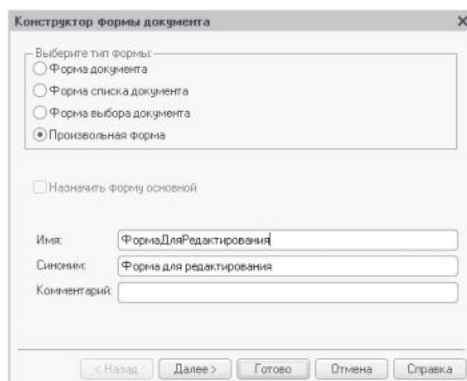 Конструктор формы документа
Выберите тип формы:
Форма документа
Форма списка документа
Форма выбора документа
Произвольная форма
Назначить форму основной
Имя: ФормаДляРедактирования
Синоним: Форма для редактирования
Комментарий:
< Назад Далее > Готово Отмена Справка